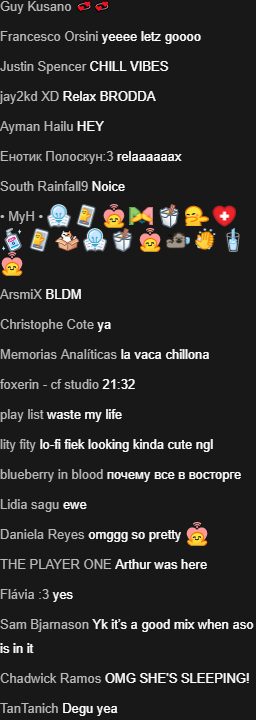 Guy Kusano
Francesco Orsini yeeee letz goooo
Justin Spencer CHILL VIBES
jay2kd XD Relax BRODDA
Ayman Hailu HEY
Енотик Полоскун:3 relaaaaaax
South Rainfall9 Noice
• MyH •
ArsmiX BLDM
Christophe Cote ya
Memorias Analíticas la vaca chillona
foxerin - cf studio 21:32
play list waste my life
lity fity lo-fi fiek looking kinda cute ngl
blueberry in blood почему все в восторге
Lidia sagu ewe
Daniela Reyes omggg so pretty
THE PLAYER ONE Arthur was here
Flávia :3 yes
Sam Bjarnason Yk it's a good mix when aso
is in it
Chadwick Ramos OMG SHE'S SLEEPING!
TanTanich Degu yea